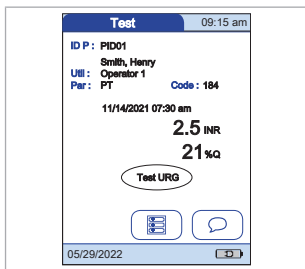 Test 09:15 am
ID P : PID01
Smith, Henry
Util : Operator 1
Par : PT Code : 184
11/14/2021 07:30 am
2.5 INR
21 %Q
Test URG
05/29/2022